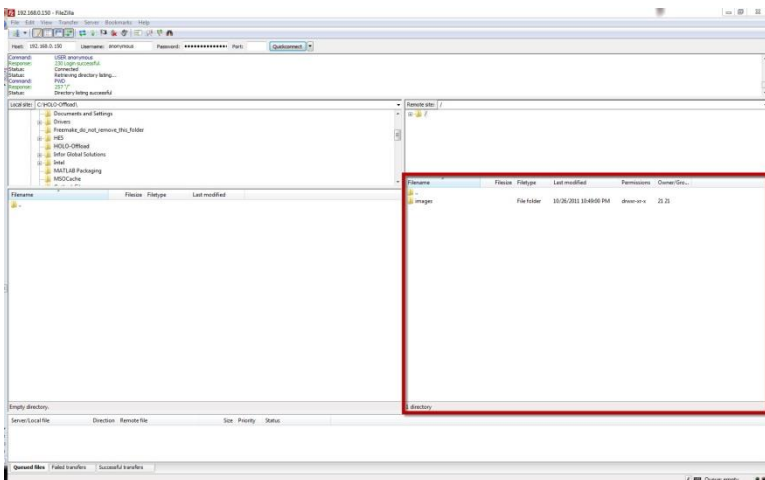 192.168.0.150 - FileZilla
File Edit View Transfer Server Bookmarks Help
Host: 192.168.0.150 Username: anonymous Password: •••••••••••••• Port: Quickconnect
Command: USER anonymous
Response: 230 Login successful.
Status: Connected
Status: Retrieving directory listing...
Command: PWD
Response: 257 "/"
Status: Directory listing successful
Local site: C:\HOLO-Offload\
Remote site: /
Documents and Settings
/
Drivers
Freemake_do_not_remove_this_folder
HES
HOLO-Offload
Infor Global Solutions
Intel
MATLAB Packaging
MSOCache
Filename Filesize Filetype Last modified
..
Filename Filesize Filetype Last modified Permissions Owner/Gro...
..
images File folder 10/26/2011 10:49:00 PM drwxr-xr-x 21 21
Empty directory.
1 directory
Server/Local file Direction Remote file Size Priority Status
Queued files Failed transfers Successful transfers
Queue: empty